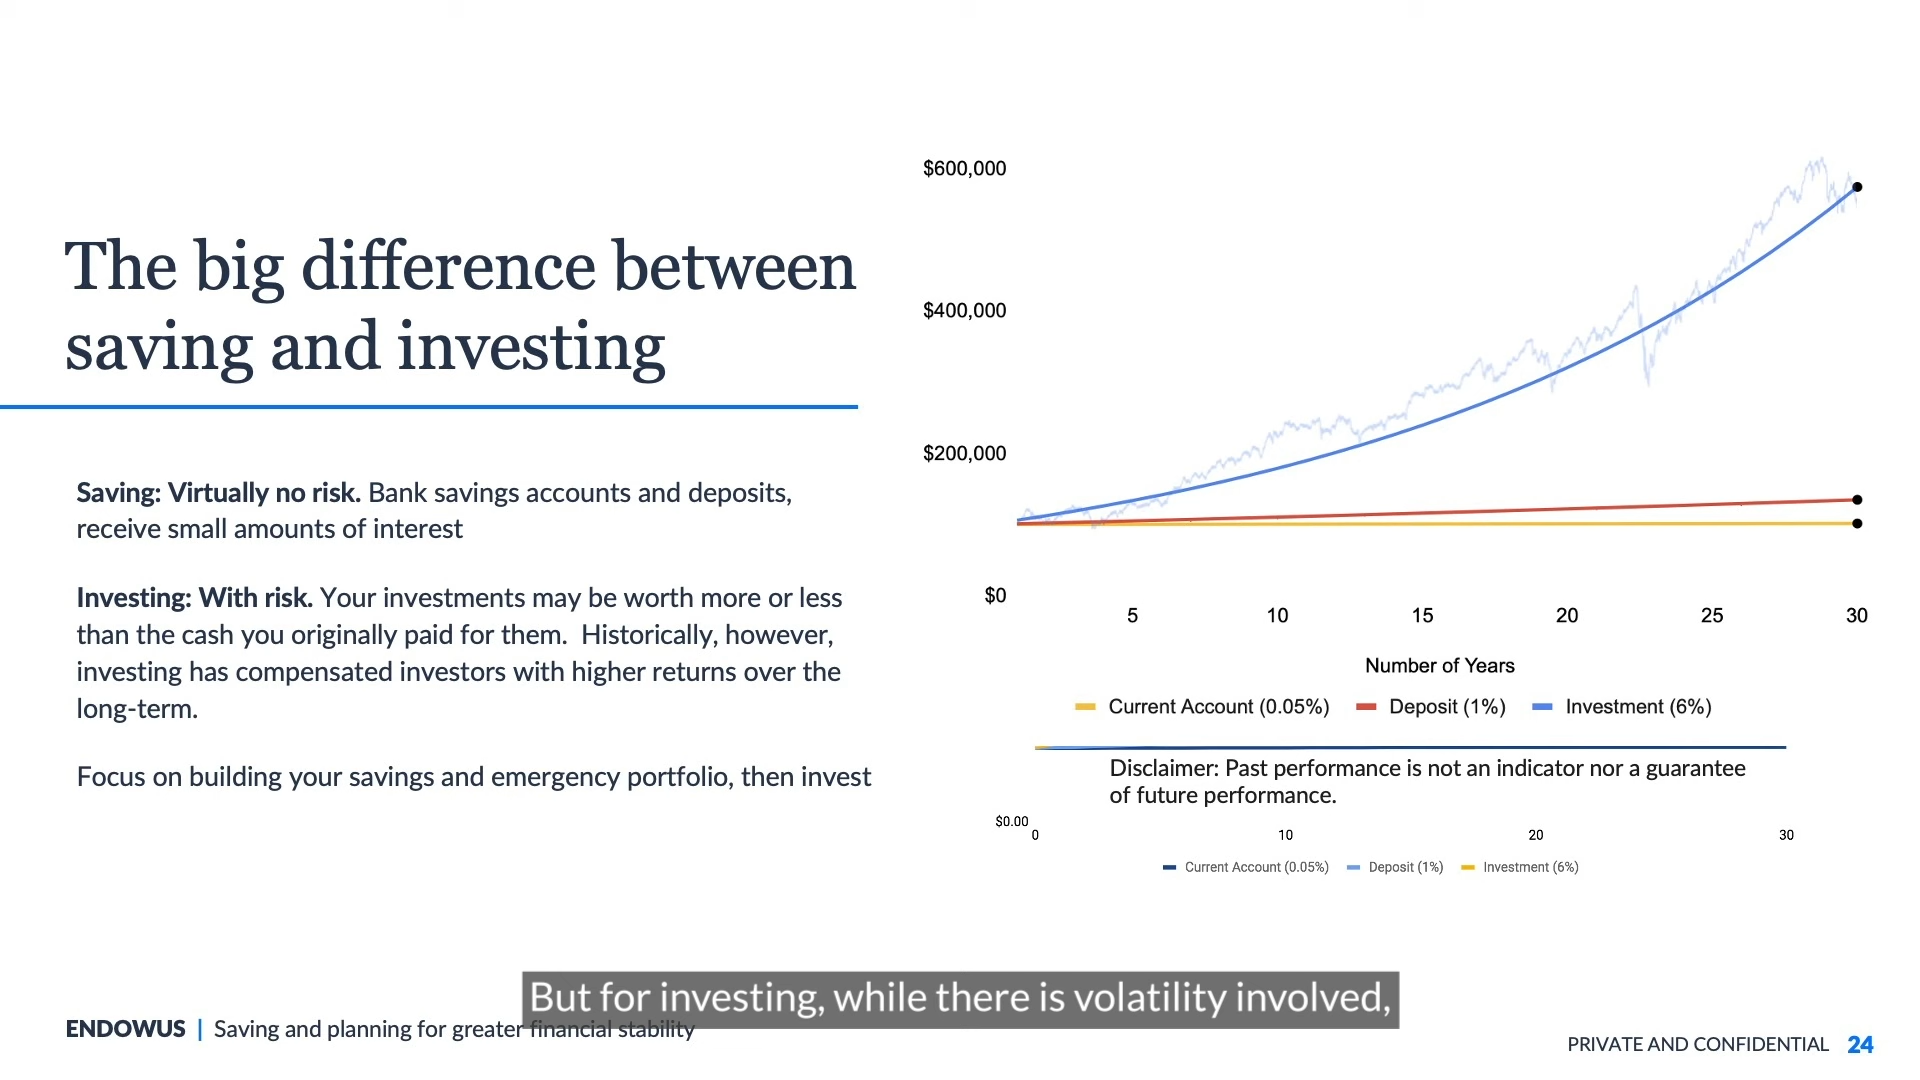 The big difference between
saving and investing
Saving: Virtually no risk. Bank savings accounts and deposits,
receive small amounts of interest
Investing: With risk. Your investments may be worth more or less
than the cash you originally paid for them.  Historically, however,
investing has compensated investors with higher returns over the
long-term.
Focus on building your savings and emergency portfolio, then invest
$600,000
$400,000
$200,000
$0
5 10 15 20 25 30
Number of Years
Current Account (0.05%) Deposit (1%) Investment (6%)
Disclaimer: Past performance is not an indicator nor a guarantee
of future performance.
$0.00
0 10 20 30
Current Account (0.05%) Deposit (1%) Investment (6%)
But for investing, while there is volatility involved,
ENDOWUS | Saving and planning for greater financial stability
PRIVATE AND CONFIDENTIAL 24